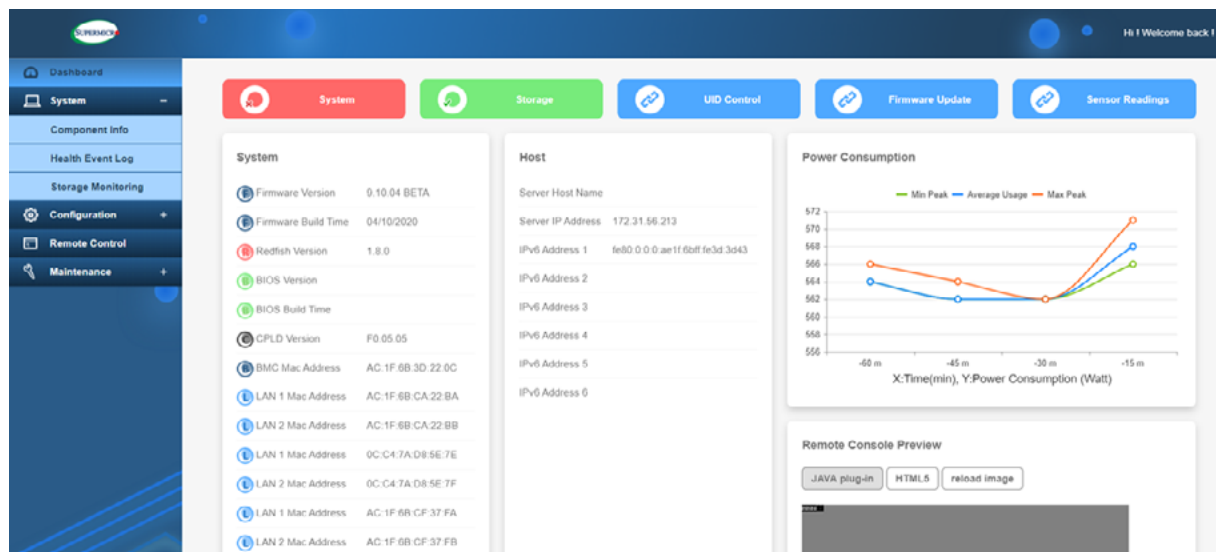 SUPERMICR
Hi ! Welcome back !
Dashboard
System –
Component Info
Health Event Log
Storage Monitoring
Configuration +
Remote Control
Maintenance +
System
Storage
UID Control
Firmware Update
Sensor Readings
System
Firmware Version 0.10.04 BETA
Firmware Build Time 04/10/2020
Redfish Version 1.8.0
BIOS Version
BIOS Build Time
CPLD Version F0.05.05
BMC Mac Address AC:1F:6B:3D:22:0C
LAN 1 Mac Address AC:1F:6B:CA:22:BA
LAN 2 Mac Address AC:1F:6B:CA:22:BB
LAN 1 Mac Address 0C:C4:7A:D8:5E:7E
LAN 2 Mac Address 0C:C4:7A:D8:5E:7F
LAN 1 Mac Address AC:1F:6B:CF:37:FA
LAN 2 Mac Address AC:1F:6B:CF:37:FB
Host
Server Host Name
Server IP Address 172.31.56.213
IPv6 Address 1 fe80:0:0:0:ae1f:6bff:fe3d:3d43
IPv6 Address 2
IPv6 Address 3
IPv6 Address 4
IPv6 Address 5
IPv6 Address 6
Power Consumption
Min Peak Average Usage Max Peak
572
570
568
566
564
562
560
558
556
-60 m -45 m -30 m -15 m
X:Time(min), Y:Power Consumption (Watt)
Remote Console Preview
JAVA plug-in HTML5 reload image